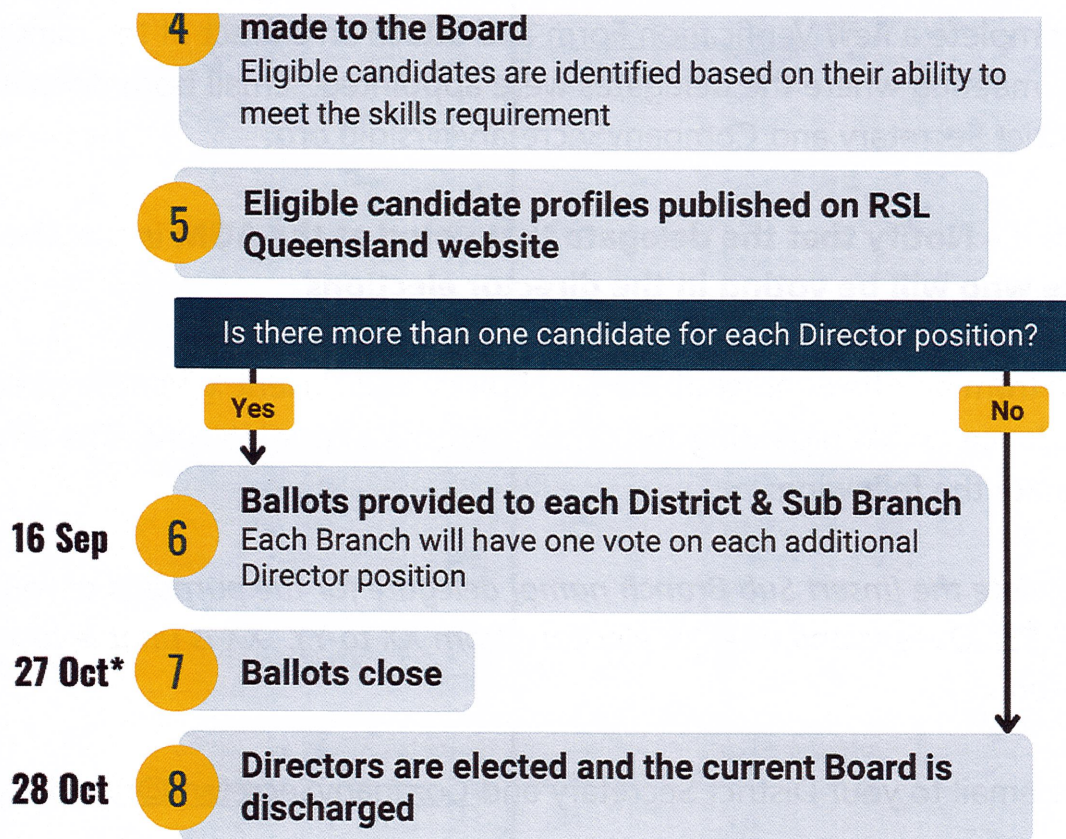 4
made to the Board
Eligible candidates are identified based on their ability to
meet the skills requirement
5
Eligible candidate profiles published on RSL
Queensland website
Is there more than one candidate for each Director position?
Yes
No
16 Sep
6
Ballots provided to each District & Sub Branch
Each Branch will have one vote on each additional
Director position
27 Oct*
7
Ballots close
28 Oct
8
Directors are elected and the current Board is
discharged